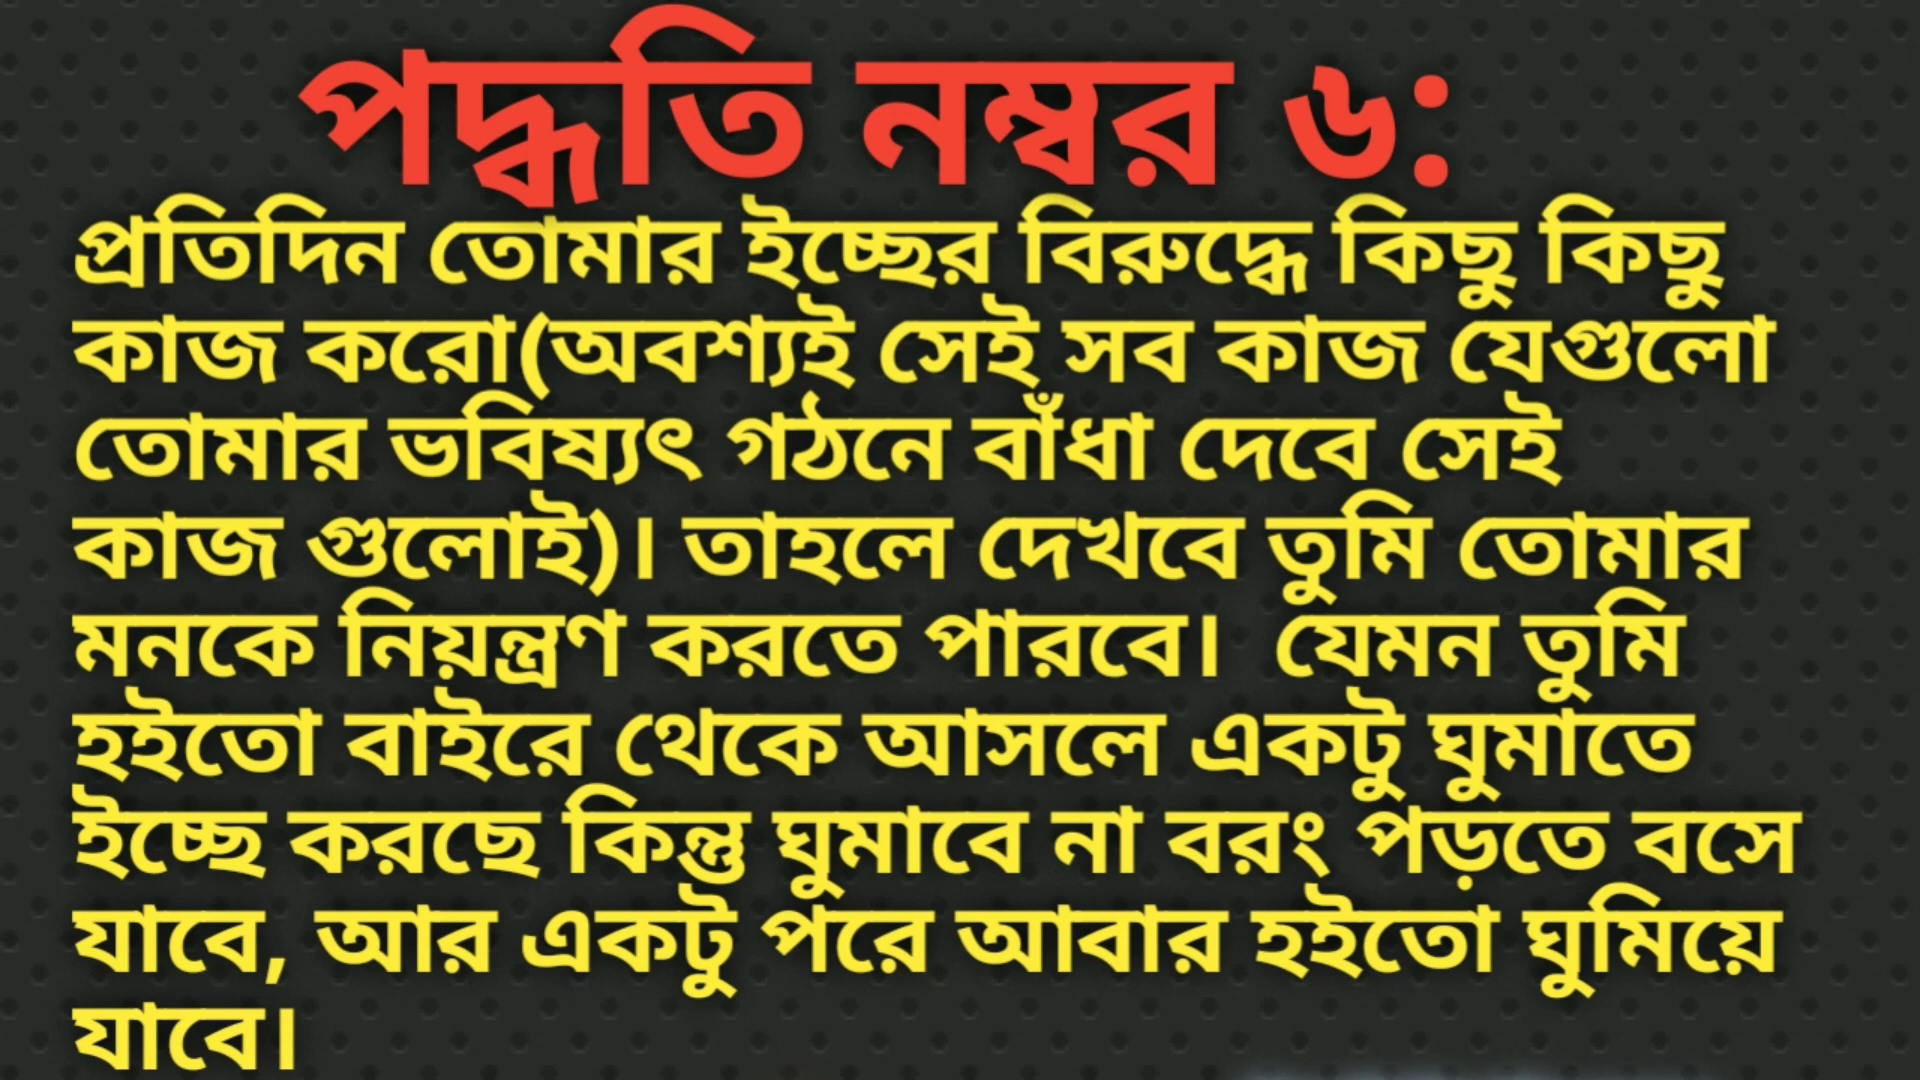 পদ্ধতি নম্বর ৬:
প্রতিদিন তোমার ইচ্ছের বিরুদ্ধে কিছু কিছু
কাজ করো(অবশ্যই সেই সব কাজ যেগুলো
তোমার ভবিষ্যৎ গঠনে বাঁধা দেবে সেই
কাজ গুলোই)। তাহলে দেখবে তুমি তোমার
মনকে নিয়ন্ত্রণ করতে পারবে। যেমন তুমি
হইতো বাইরে থেকে আসলে একটু ঘুমাতে
ইচ্ছে করছে কিন্তু ঘুমাবে না বরং পড়তে বসে
যাবে, আর একটু পরে আবার হইতো ঘুমিয়ে
যাবে।